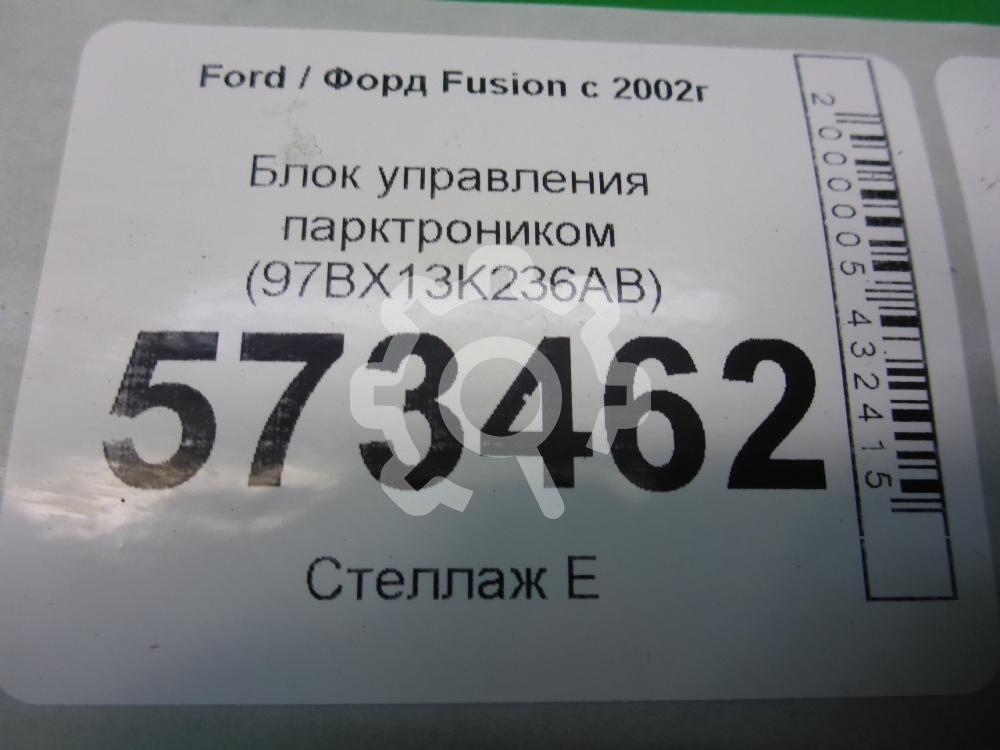 Ford / Форд Fusion с 2002г
Блок управления
парктроником
(97BX13K236AB)
573462
Стеллаж Е
2000005432415